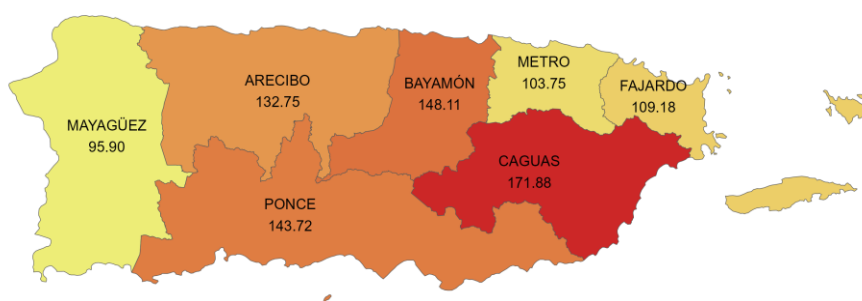 METRO
103.75
ARECIBO
132.75
BAYAMÓN
148.11
FAJARDO
109.18
MAYAGÜEZ
95.90
CAGUAS
171.88
PONCE
143.72